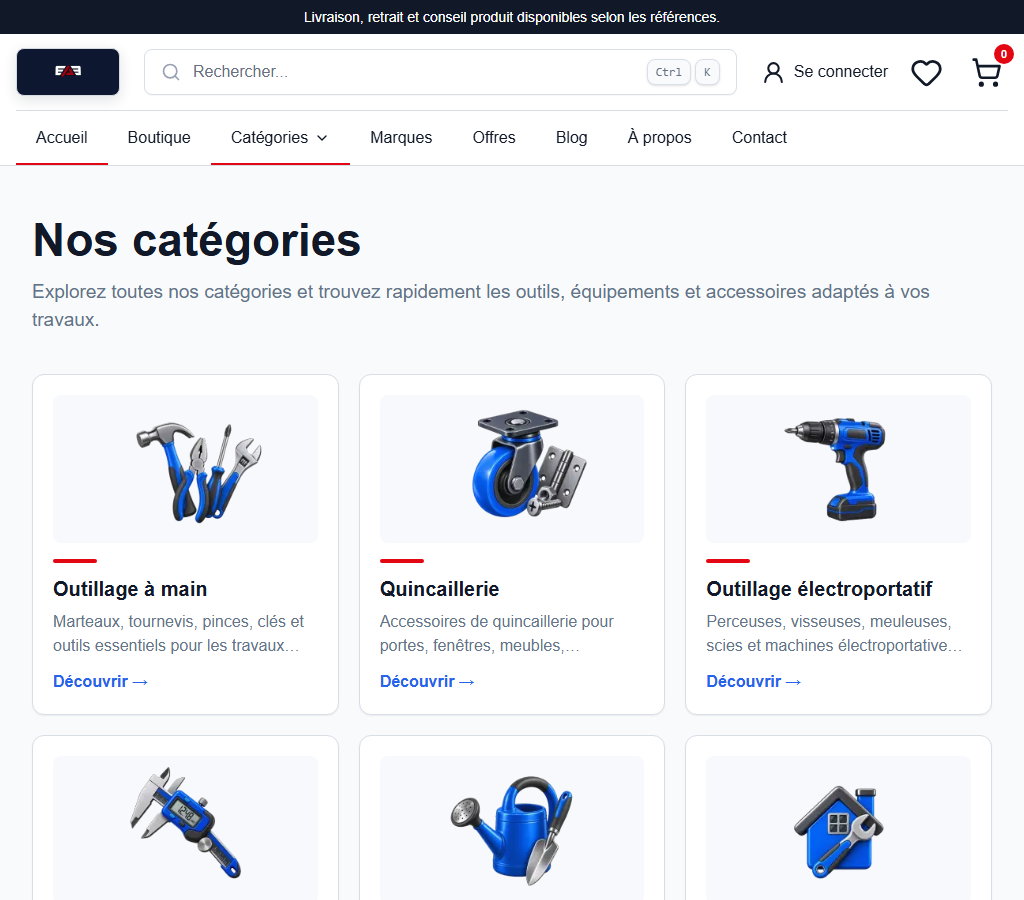 Livraison, retrait et conseil produit disponibles selon les références.
Rechercher...
Ctrl K
Se connecter
0
Accueil
Boutique
Catégories
Marques
Offres
Blog
À propos
Contact
Nos catégories
Explorez toutes nos catégories et trouvez rapidement les outils, équipements et accessoires adaptés à vos
travaux.
Outillage à main
Marteaux, tournevis, pinces, clés et
outils essentiels pour les travaux…
Découvrir →
Quincaillerie
Accessoires de quincaillerie pour
portes, fenêtres, meubles,…
Découvrir →
Outillage électroportatif
Perceuses, visseuses, meuleuses,
scies et machines électroportative…
Découvrir →